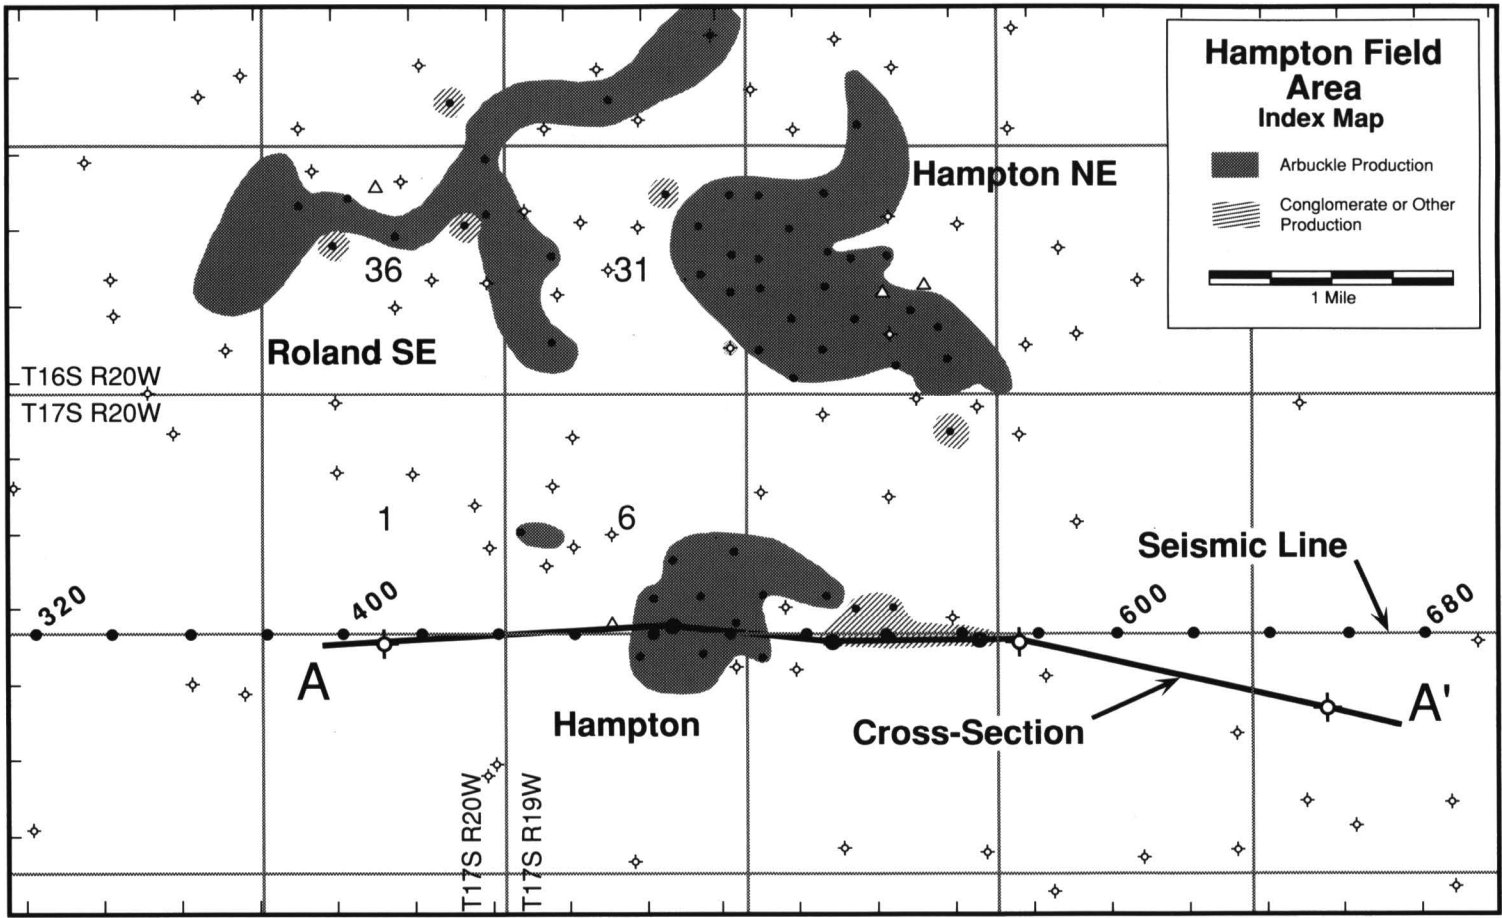 Hampton Field
Area
Index Map
Arbuckle Production
Conglomerate or Other
Production
1 Mile
Hampton NE
36
31
Roland SE
T16S R20W
T17S R20W
1
6
Seismic Line
320
400
600
680
A
A'
Hampton
Cross-Section
T17S R20W
T17S R19W